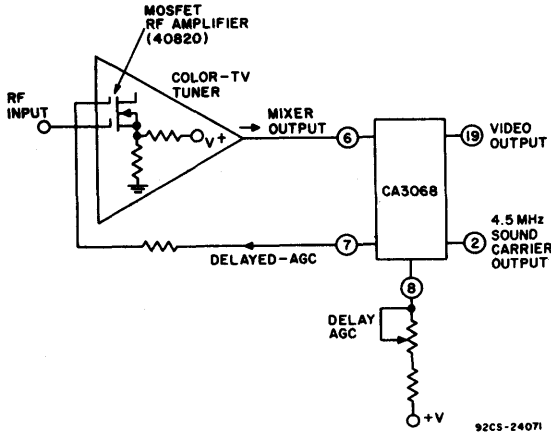 MOSFET
RF AMPLIFIER
(40820)
COLOR-TV
TUNER
RF
INPUT
V+
MIXER
OUTPUT
6
19
VIDEO
OUTPUT
CA3068
4.5 MHz
SOUND
CARRIER
OUTPUT
2
7
DELAYED-AGC
8
DELAY
AGC
+V
92CS-24071